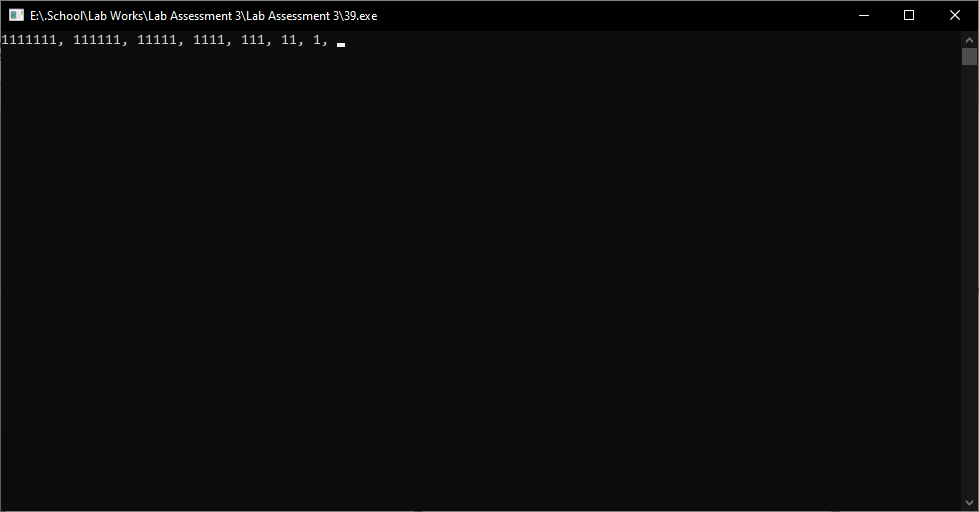 E:\.School\Lab Works\Lab Assessment 3\Lab Assessment 3\39.exe
1111111, 111111, 11111, 1111, 111, 11, 1,